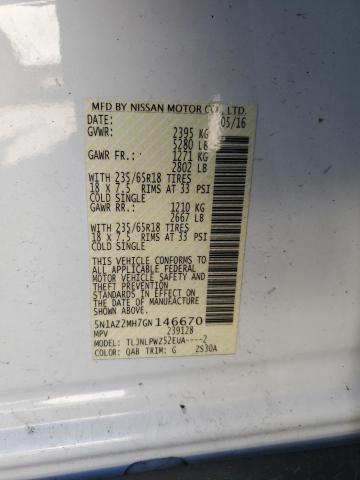 MFD BY NISSAN MOTOR CO., LTD.
DATE: 05/16
GVWR: 2395 KG
5280 LB
GAWR FR.: 1271 KG
2802 LB
WITH 235/65R18 TIRES
18 X 7.5 RIMS AT 33 PSI
COLD SINGLE
GAWR RR.: 1210 KG
2667 LB
WITH 235/65R18 TIRES
18 X 7.5 RIMS AT 33 PSI
COLD SINGLE
THIS VEHICLE CONFORMS TO
ALL APPLICABLE FEDERAL
MOTOR VEHICLE SAFETY AND
THEFT PREVENTION
STANDARDS IN EFFECT ON
THE DATE OF MANUFACTURE
SHOWN ABOVE.
5N1AZ2MH7GN146670
MPV 239128
MODEL: TLJNLPWZ52EUA----2
COLOR: QAB TRIM: G 2S30A